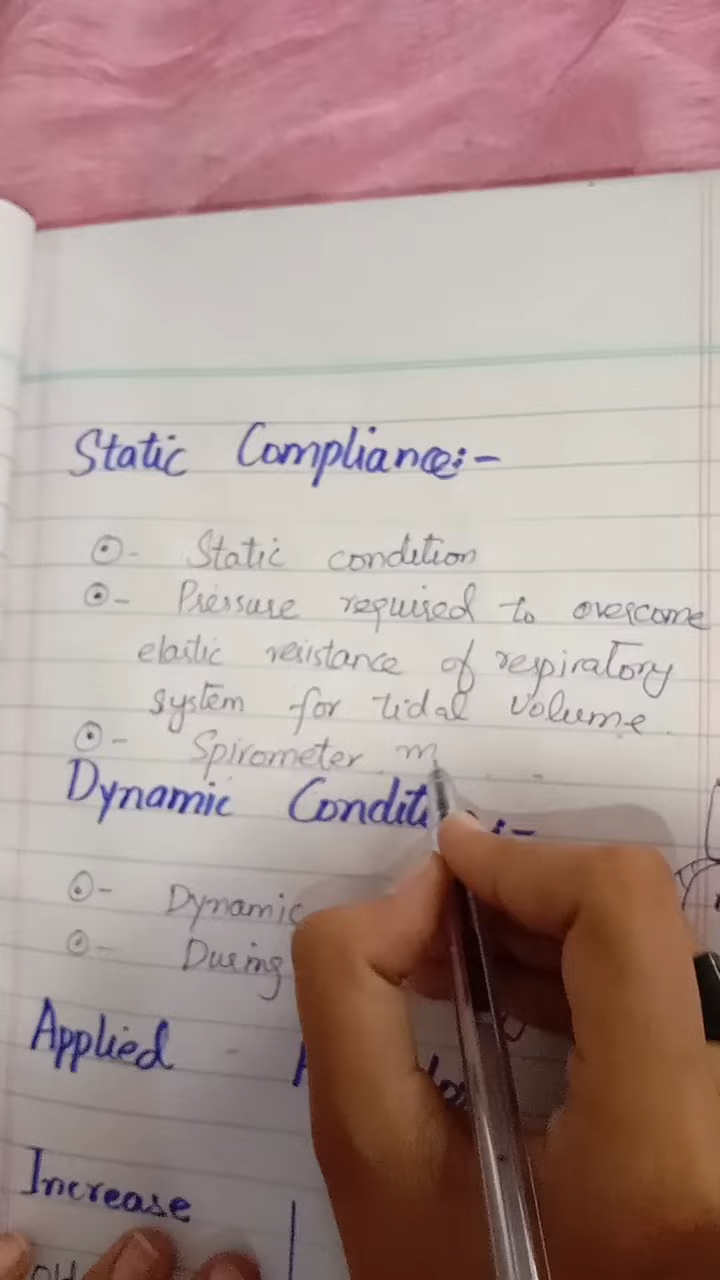 Static Compliance:-
⊙- Static condition
⊙- Pressure required to overcome
elastic resistance of respiratory
system for tidal volume.
⊙- Spirometer m
Dynamic
⊙- Dynamic
⊙- During
Applied -
Increase